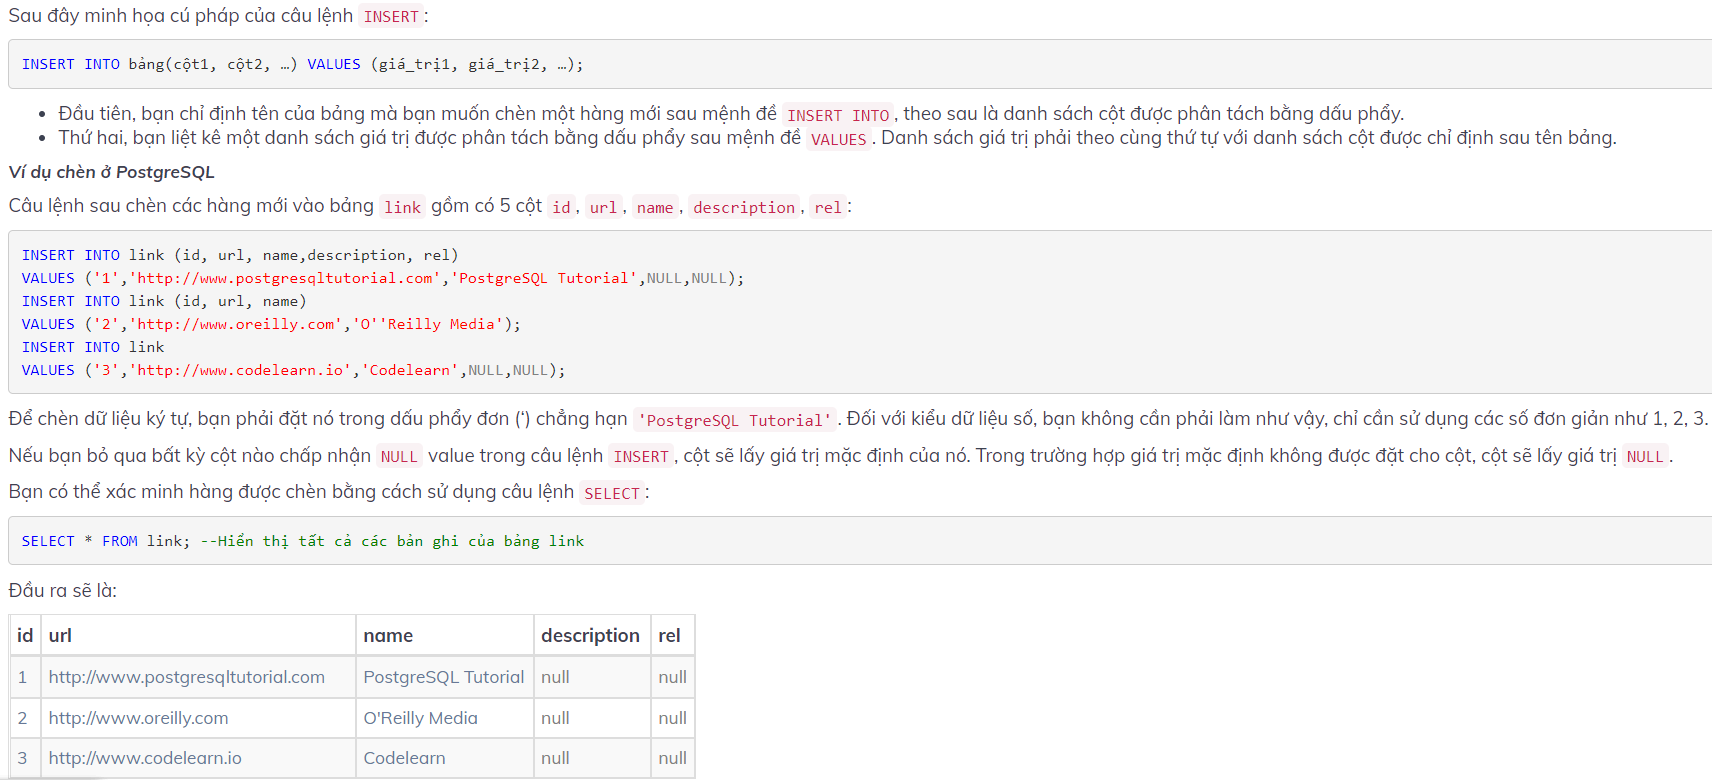 Sau đây minh họa cú pháp của câu lệnh INSERT:
INSERT INTO bảng(cột1, cột2, …) VALUES (giá_trị1, giá_trị2, …);
• Đầu tiên, bạn chỉ định tên của bảng mà bạn muốn chèn một hàng mới sau mệnh đề INSERT INTO, theo sau là danh sách cột được phân tách bằng dấu phẩy.
• Thứ hai, bạn liệt kê một danh sách giá trị được phân tách bằng dấu phẩy sau mệnh đề VALUES. Danh sách giá trị phải theo cùng thứ tự với danh sách cột được chỉ định sau tên bảng.
Ví dụ chèn ở PostgreSQL
Câu lệnh sau chèn các hàng mới vào bảng link gồm có 5 cột id, url, name, description, rel:
INSERT INTO link (id, url, name,description, rel)
VALUES ('1','http://www.postgresqltutorial.com','PostgreSQL Tutorial',NULL,NULL);
INSERT INTO link (id, url, name)
VALUES ('2','http://www.oreilly.com','O''Reilly Media');
INSERT INTO link
VALUES ('3','http://www.codelearn.io','Codelearn',NULL,NULL);
Để chèn dữ liệu ký tự, bạn phải đặt nó trong dấu phẩy đơn (‘) chẳng hạn 'PostgreSQL Tutorial'. Đối với kiểu dữ liệu số, bạn không cần phải làm như vậy, chỉ cần sử dụng các số đơn giản như 1, 2, 3.
Nếu bạn bỏ qua bất kỳ cột nào chấp nhận NULL value trong câu lệnh INSERT, cột sẽ lấy giá trị mặc định của nó. Trong trường hợp giá trị mặc định không được đặt cho cột, cột sẽ lấy giá trị NULL.
Bạn có thể xác minh hàng được chèn bằng cách sử dụng câu lệnh SELECT:
SELECT * FROM link; --Hiển thị tất cả các bản ghi của bảng link
Đầu ra sẽ là:
id url name description rel
1 http://www.postgresqltutorial.com PostgreSQL Tutorial null null
2 http://www.oreilly.com O'Reilly Media null null
3 http://www.codelearn.io Codelearn null null